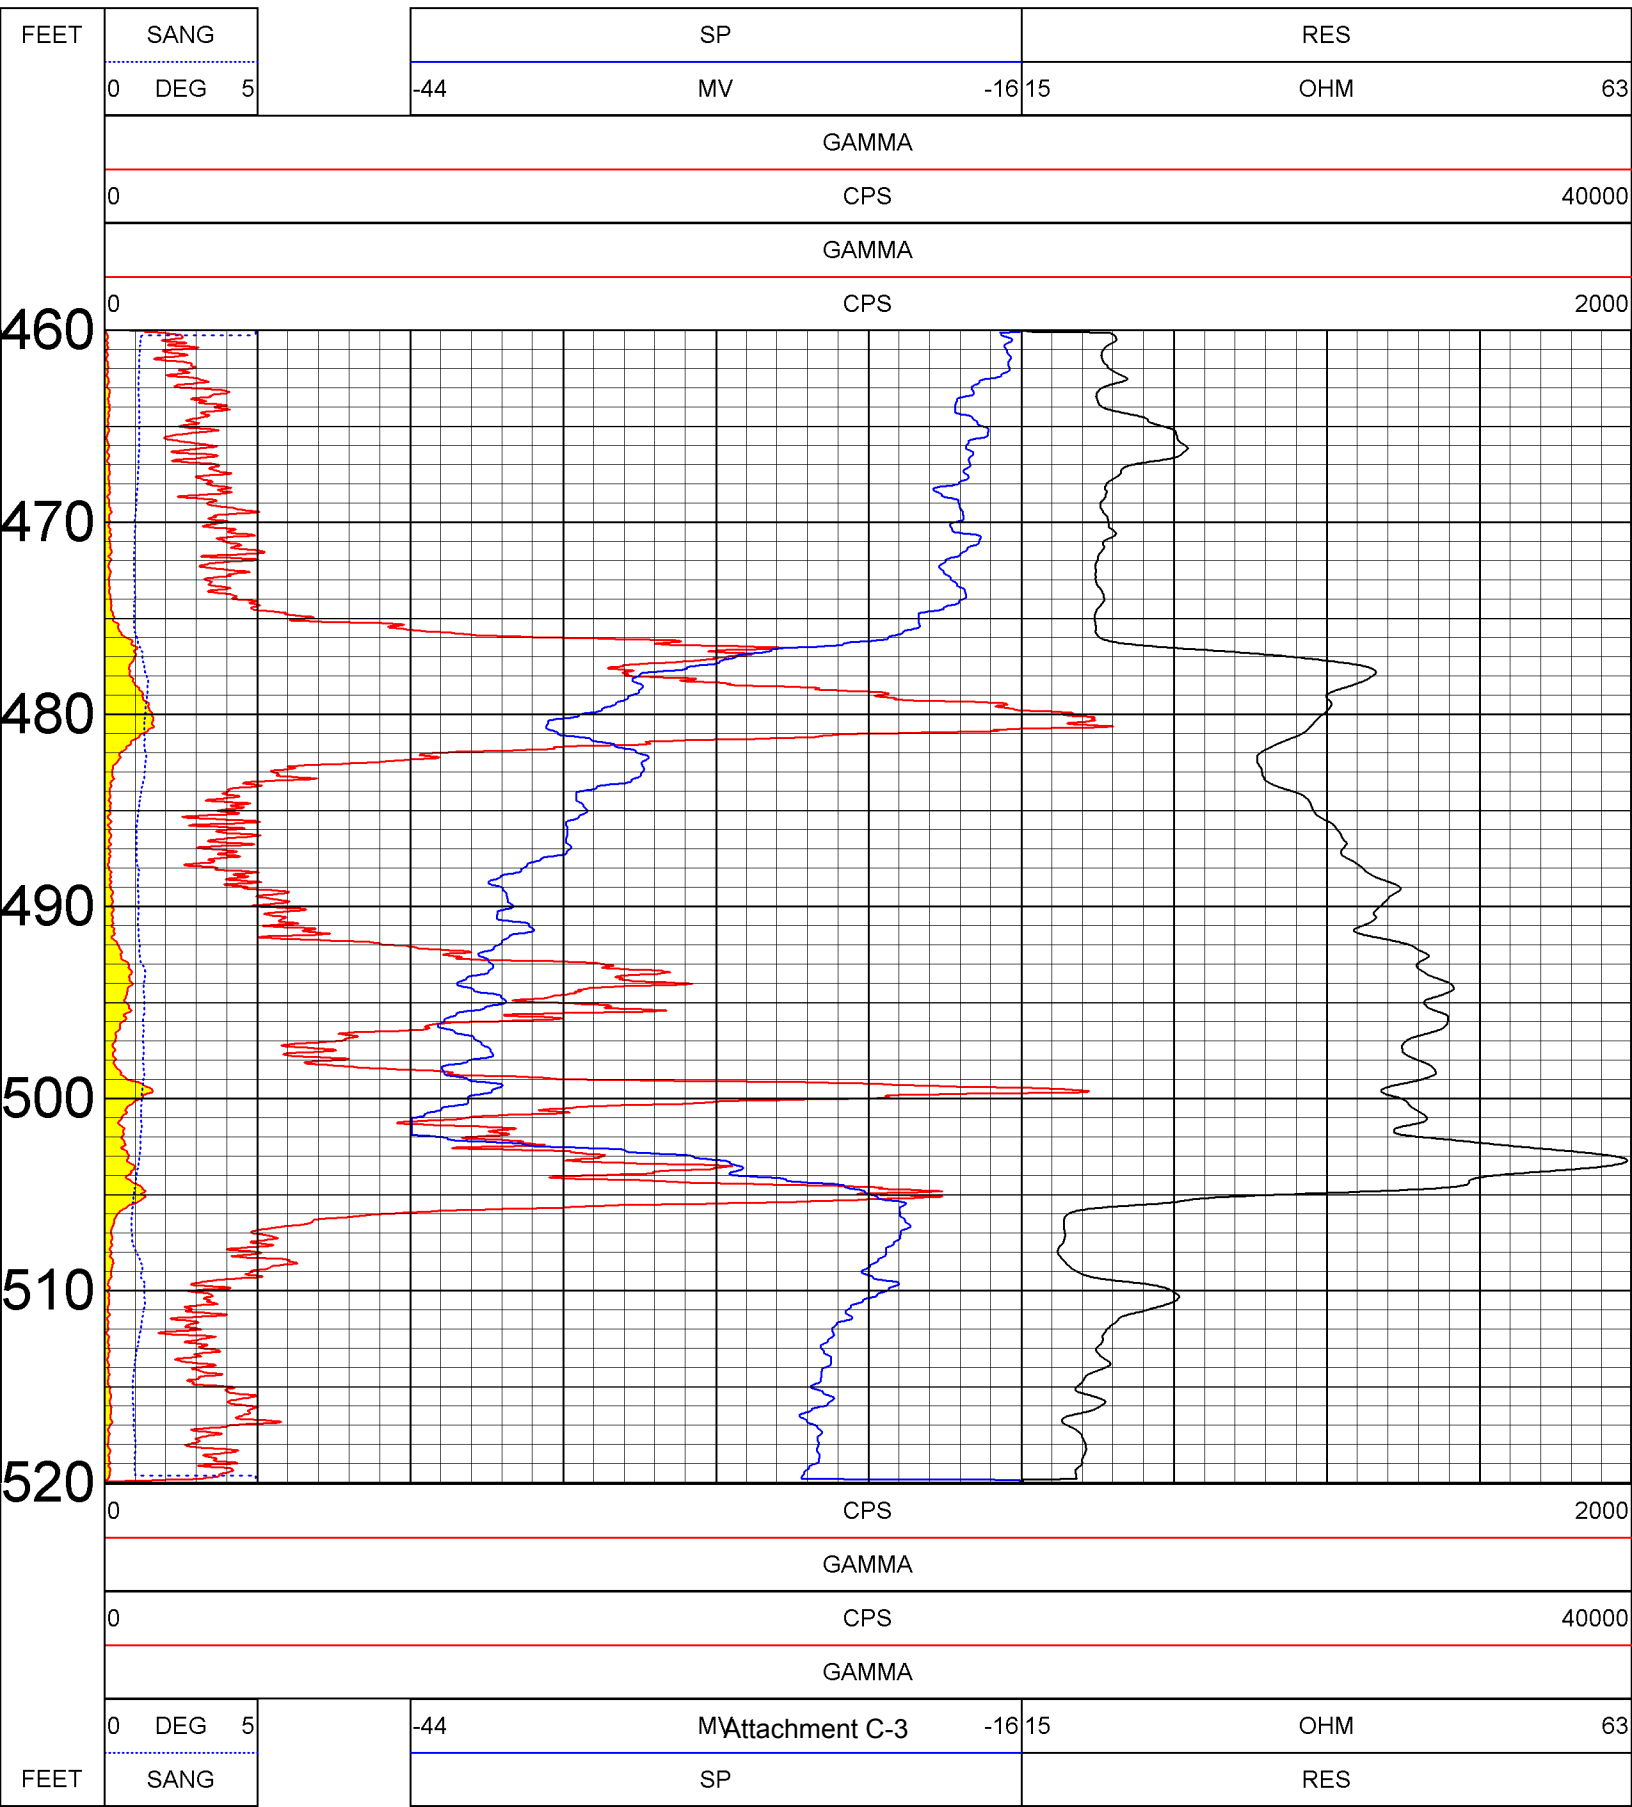 FEET SANG SP RES
0 DEG 5 -44 MV -16 15 OHM 63
GAMMA
0 CPS 40000
GAMMA
0 CPS 2000
460
470
480
490
500
510
520
0 CPS 2000
GAMMA
0 CPS 40000
GAMMA
0 DEG 5 -44 MV Attachment C-3 -16 15 OHM 63
FEET SANG SP RES